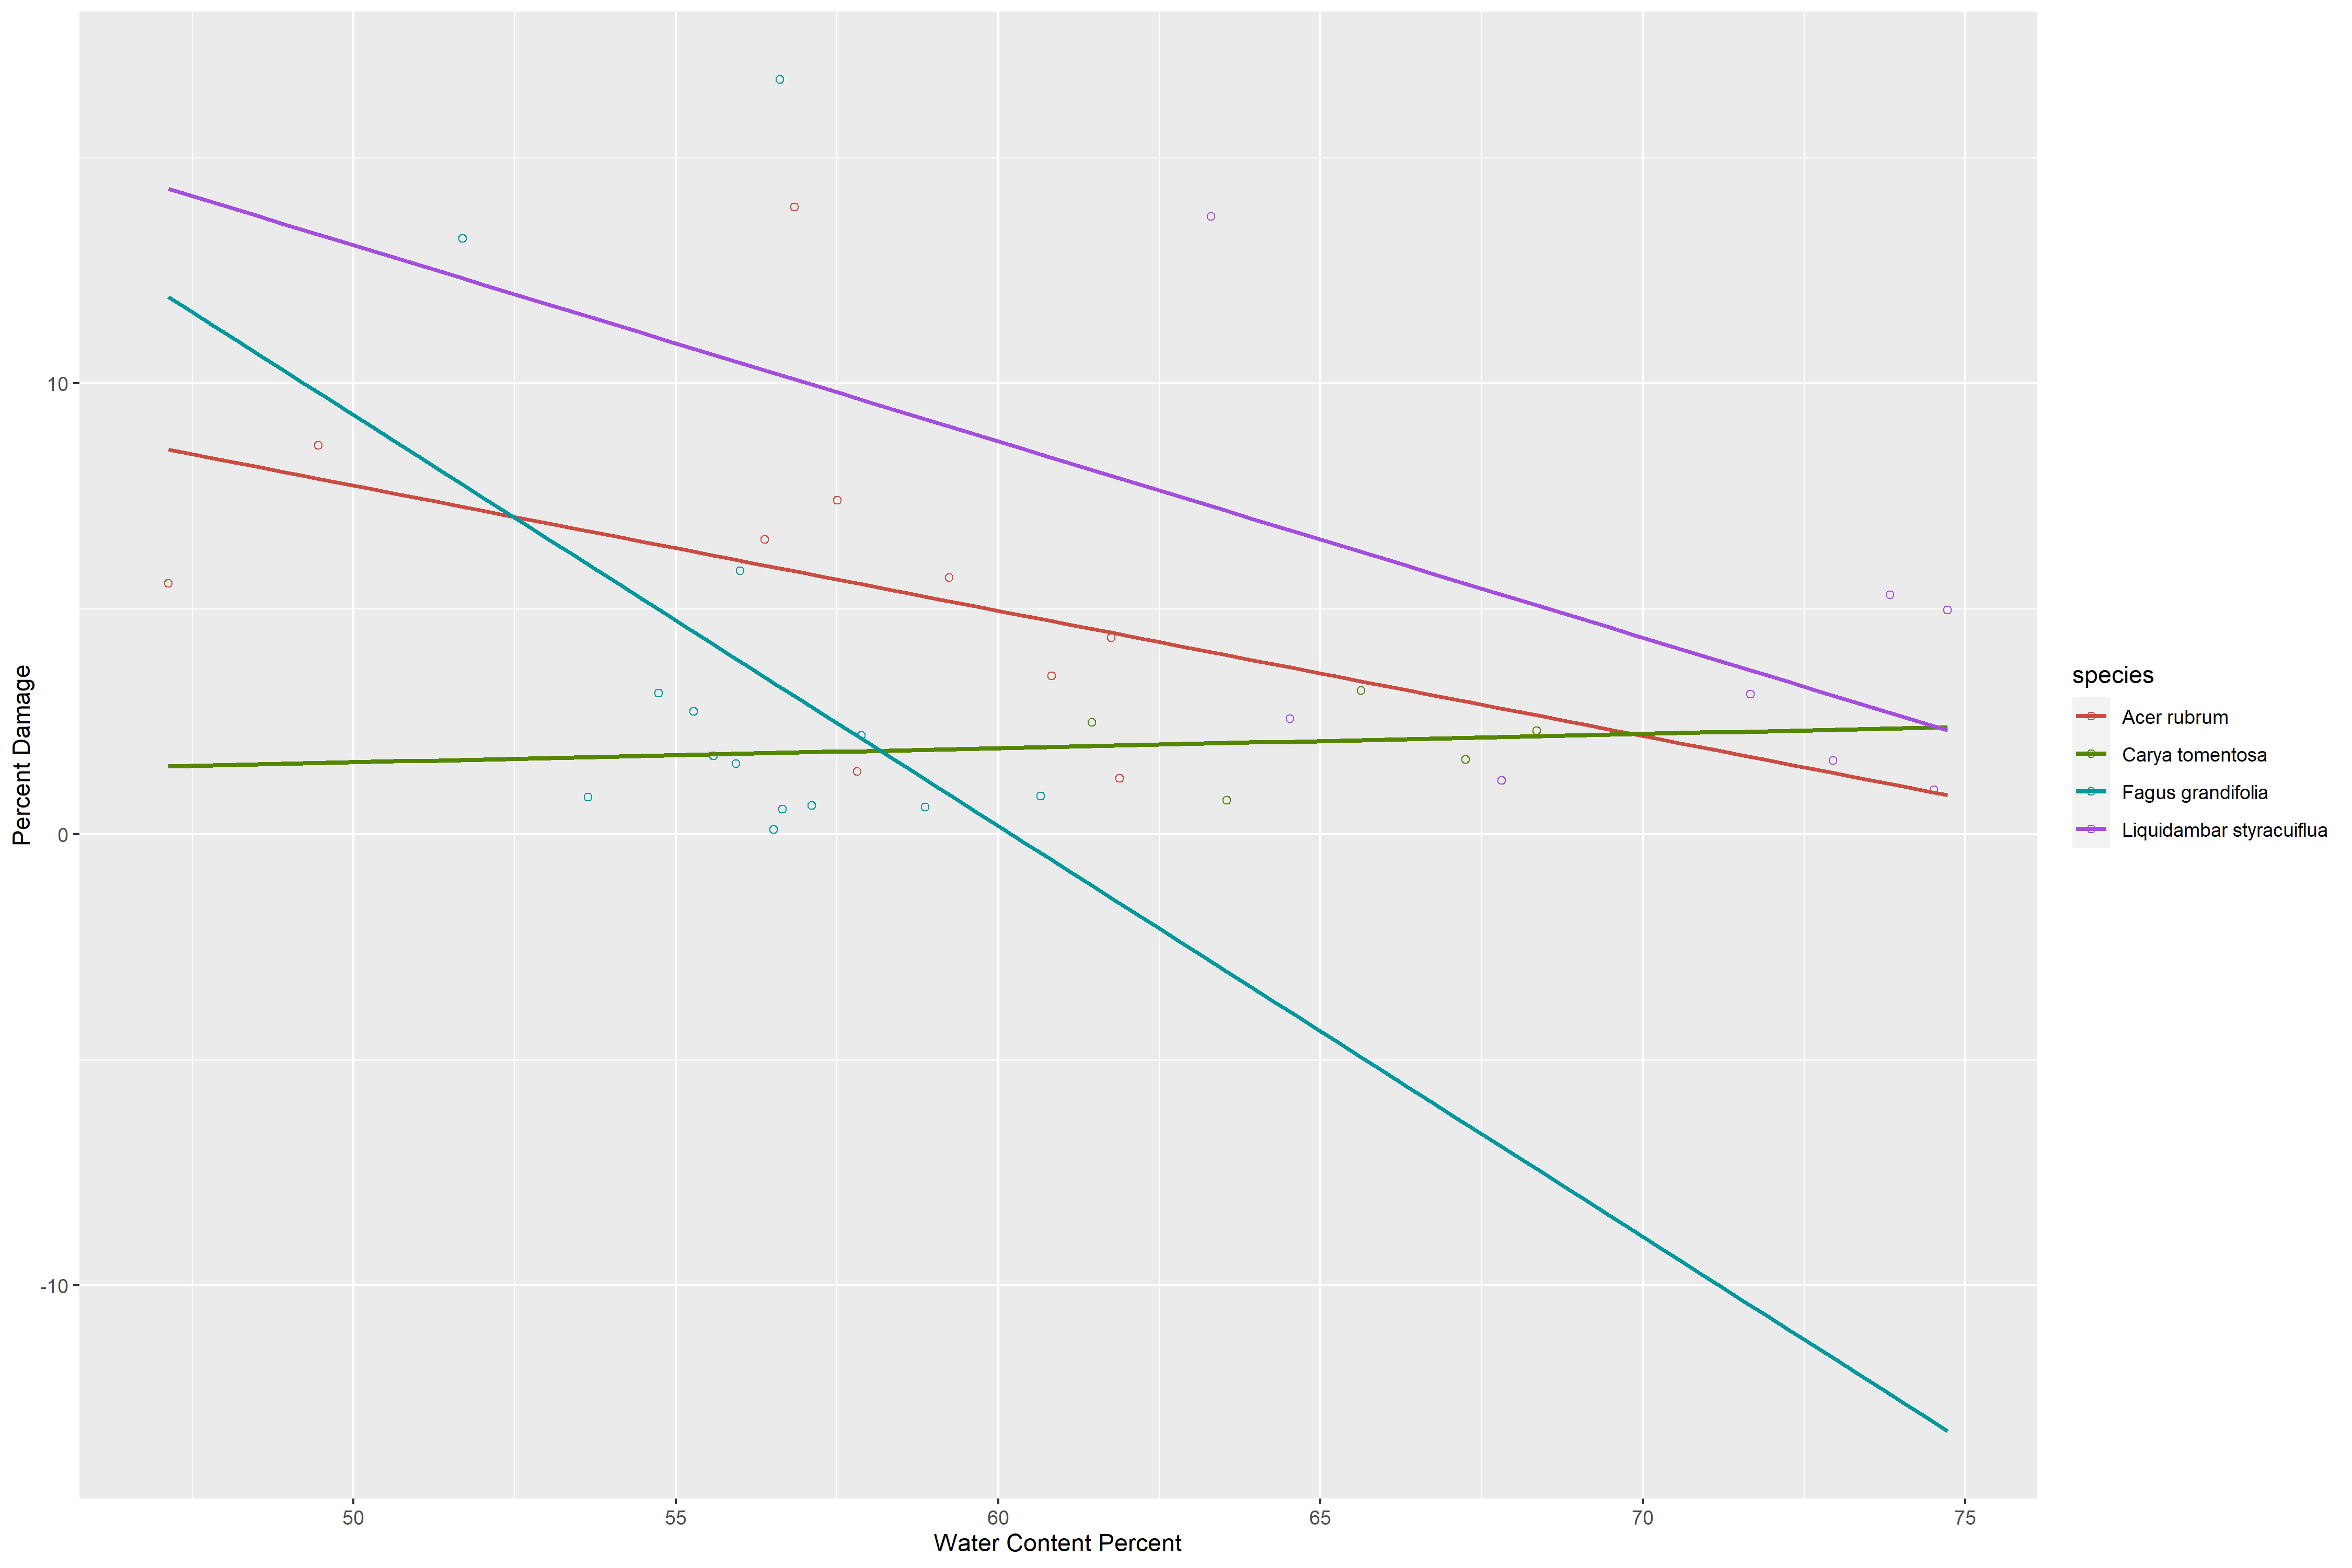 Percent Damage
10
0
-10
50 55 60 65 70 75
Water Content Percent
species
Acer rubrum
Carya tomentosa
Fagus grandifolia
Liquidambar styraciflua